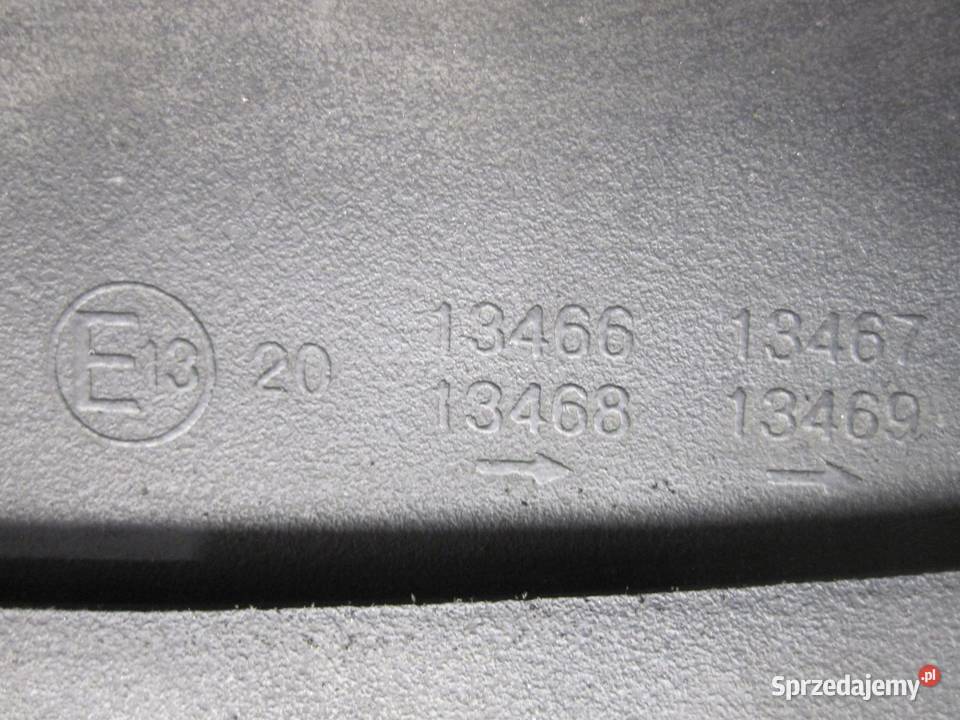 E13 20 13466 13467
13468 13469
→ →
Sprzedajemy.pl